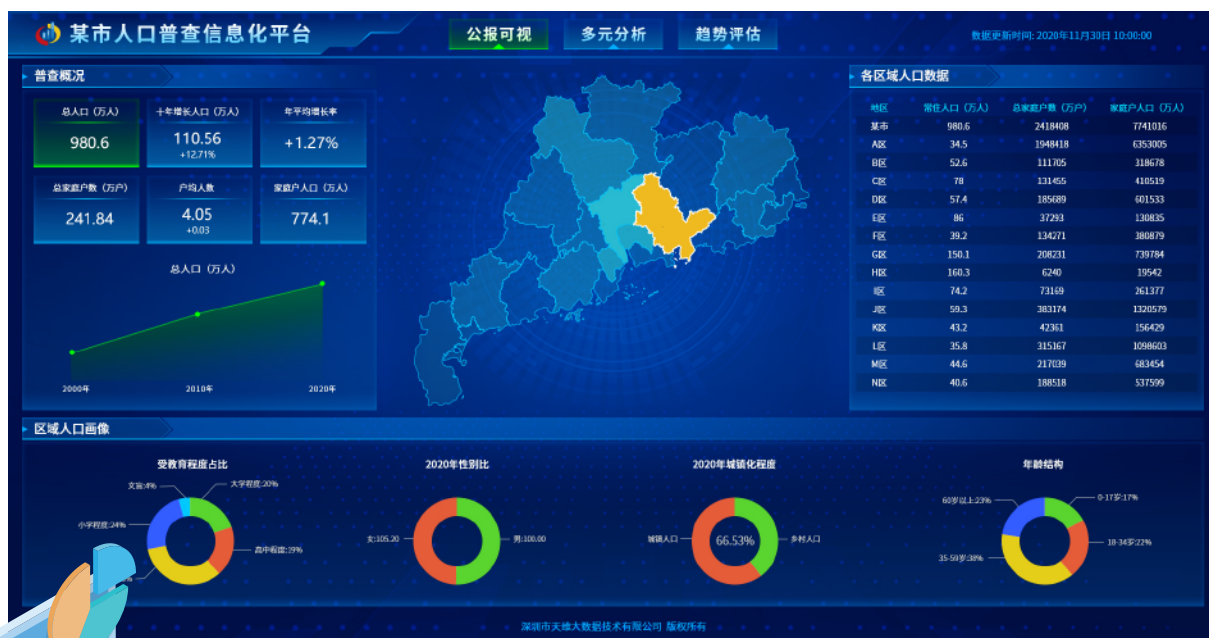 某市人口普查信息化平台
公报可视
多元分析
趋势评估
数据更新时间: 2020年11月30日 10:00:00
普查概况
总人口（万人） 十年增长人口（万人） 年平均增长率
980.6 110.56 +1.27%
+12.71%
总家庭户数（万户） 户均人数 家庭户人口（万人）
241.84 4.05 774.1
+0.03
总人口（万人）
2000年 2010年 2020年
各区域人口数据
地区 常住人口（万人） 总家庭户数（万户） 家庭户人口（万人）
某市 980.6 2418408 7741016
A区 34.5 1948418 6353005
B区 52.6 111705 318678
C区 78 131455 410519
D区 57.4 185689 601533
E区 86 37293 130835
F区 39.2 134271 380879
G区 150.1 208231 739784
H区 160.3 6240 19542
I区 74.2 73169 261377
J区 59.3 383174 1320579
K区 43.2 42361 156429
L区 35.8 315167 1098603
M区 44.6 217039 683454
N区 40.6 188518 537599
区域人口画像
受教育程度占比
文盲:4%
大学程度:20%
小学程度:24%
高中程度:19%
2020年性别比
女:105.20
男:100.00
2020年城镇化程度
城镇人口
66.53%
乡村人口
年龄结构
60岁以上:23%
0-17岁:17%
35-59岁:38%
18-34岁:22%
深圳市天维大数据技术有限公司 版权所有